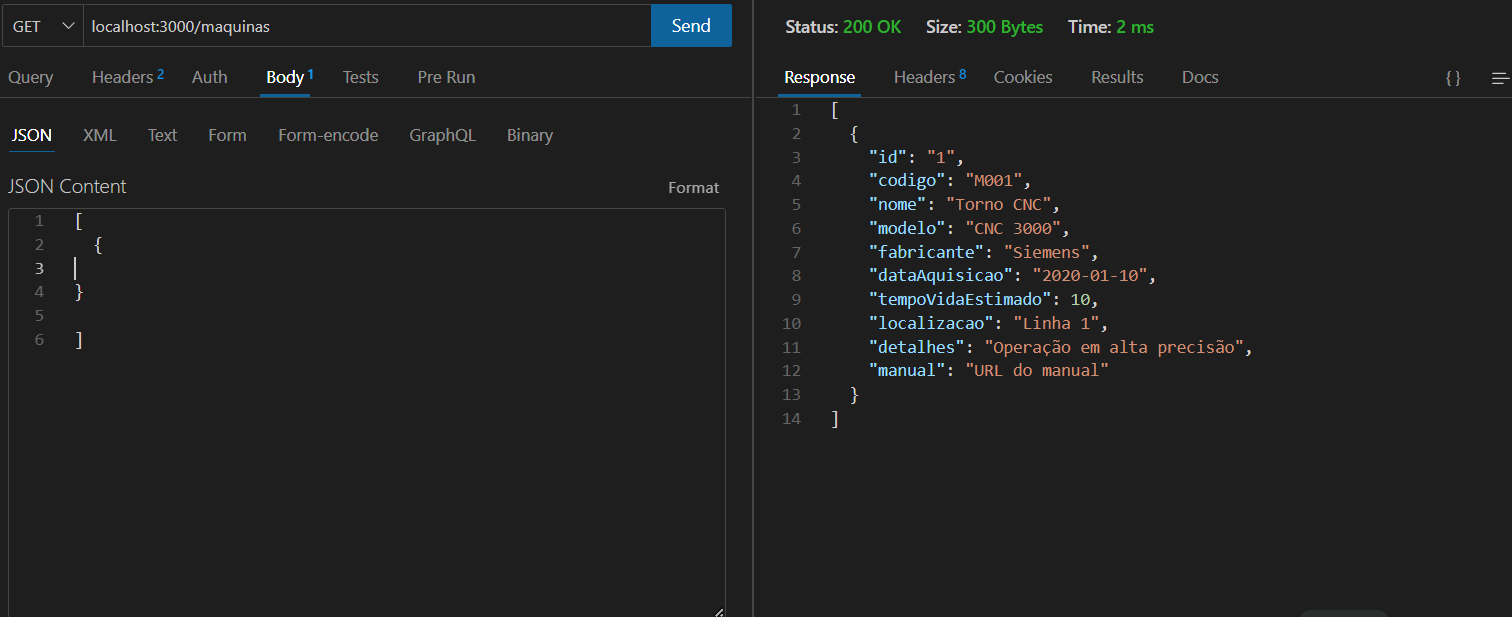 GET localhost:3000/maquinas Send
Query Headers 2 Auth Body 1 Tests Pre Run
JSON XML Text Form Form-encode GraphQL Binary
JSON Content Format
1 [
2 {
3
4 }
5
6 ]
Status: 200 OK Size: 300 Bytes Time: 2 ms
Response Headers 8 Cookies Results Docs { }
1 [
2 {
3 "id": "1",
4 "codigo": "M001",
5 "nome": "Torno CNC",
6 "modelo": "CNC 3000",
7 "fabricante": "Siemens",
8 "dataAquisicao": "2020-01-10",
9 "tempoVidaEstimado": 10,
10 "localizacao": "Linha 1",
11 "detalhes": "Operação em alta precisão",
12 "manual": "URL do manual"
13 }
14 ]